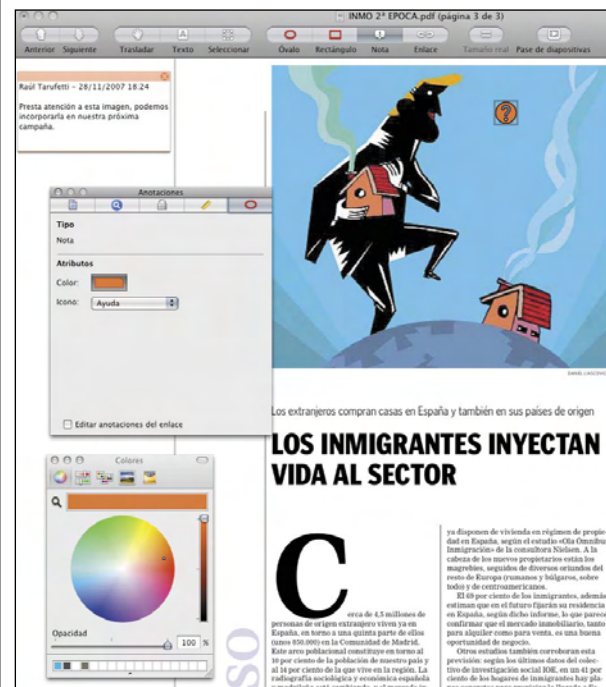 INMO 2ª EPOCA.pdf (página 3 de 3)
Anterior Siguiente Trasladar Texto Seleccionar Óvalo Rectángulo Nota Enlace Tamaño real Pase de diapositivas
Raúl Tarufetti – 28/11/2007 18:24
Presta atención a esta imagen, podemos
incorporarla en nuestra próxima
campaña.
Anotaciones
Tipo
Nota
Atributos
Color:
Icono: Ayuda
Editar anotaciones del enlace
Colores
Opacidad
100 %
Los extranjeros compran casas en España y también en sus países de origen
LOS INMIGRANTES INYECTAN
VIDA AL SECTOR
Cerca de 4,5 millones de
personas de origen extranjero viven ya en
España, en torno a una quinta parte de ellos
(unos 850.000) en la Comunidad de Madrid.
Este arco poblacional constituye en torno al
10 por ciento de la población de nuestro país y
al 14 por ciento de la que vive en la región. La
radiografía sociológica y económica española
ya disponen de vivienda en régimen de propie-
dad en España, según el estudio «Ola Ómnibus
Inmigración» de la consultora Nielsen. A la
cabeza de los nuevos propietarios están los
magrebíes, seguidos de diversos oriundos del
resto de Europa (rumanos y búlgaros, sobre
todo) y de centroamericanos.
El 69 por ciento de los inmigrantes, además
estiman que en el futuro fijarán su residencia
en España, según dicho informe, lo que parece
confirmar que el mercado inmobiliario, tanto
para alquiler como para venta, es una buena
oportunidad de negocio.
Otros estudios también corroboran esta
previsión: según los últimos datos del colec-
tivo de investigación social IOE, en un 41 por
ciento de los hogares de inmigrantes hay pla-